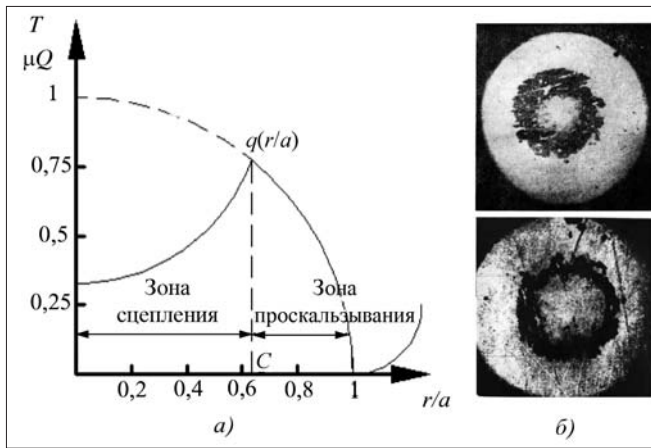 T
μQ
1
q(r/a)
0,75
0,5
0,25
Зона сцепления
Зона проскальзывания
0,2 0,4 0,6 C 0,8 1
r/a
а)
б)